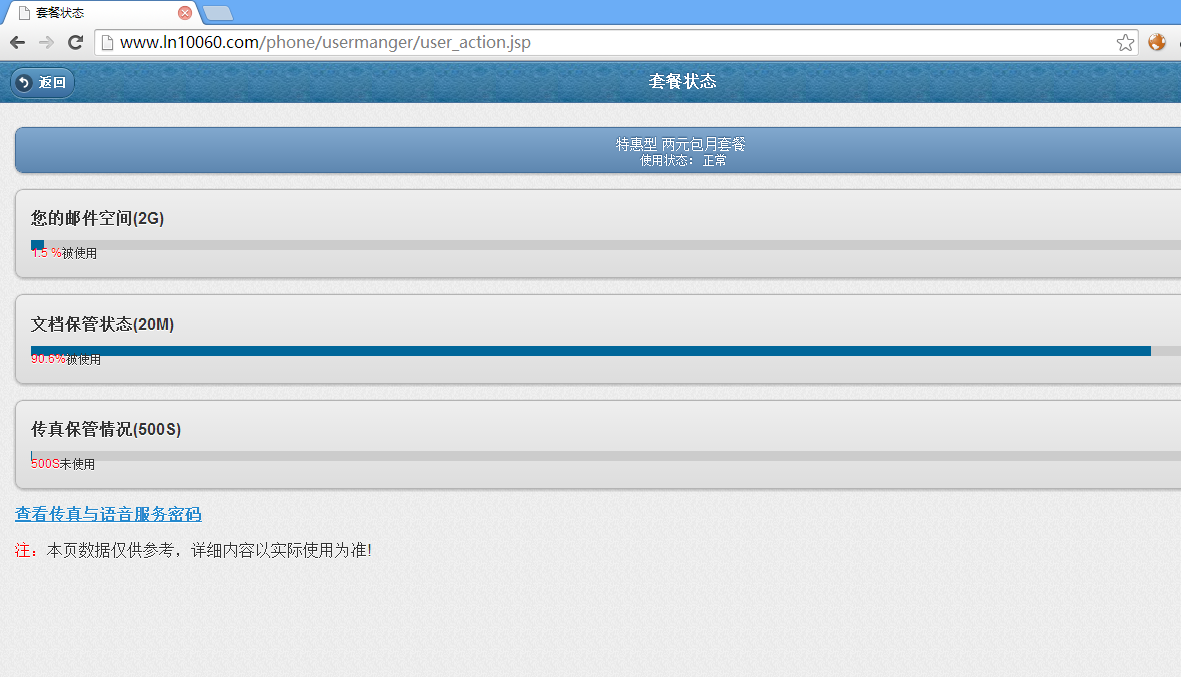 套餐状态
www.ln10060.com/phone/usermanger/user_action.jsp
返回
套餐状态
特惠型 两元包月套餐
使用状态： 正常
您的邮件空间(2G)
1.5 %被使用
文档保管状态(20M)
90.5%被使用
传真保管情况(500S)
500S未使用
查看传真与语音服务密码
注：本页数据仅供参考，详细内容以实际使用为准!